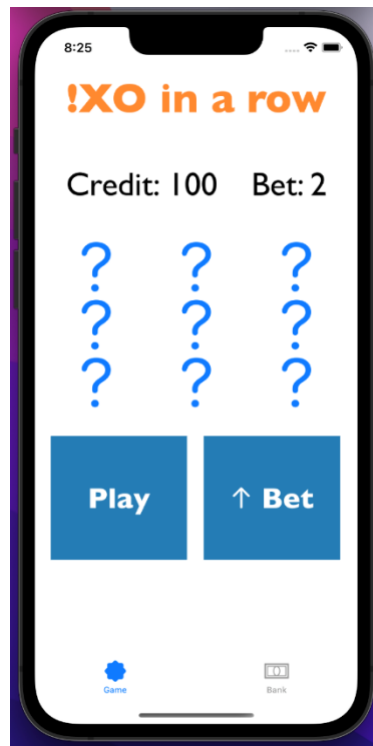 8:25
!XO in a row
Credit: 100 Bet: 2
? ? ?
? ? ?
? ? ?
Play ↑ Bet
Game Bank